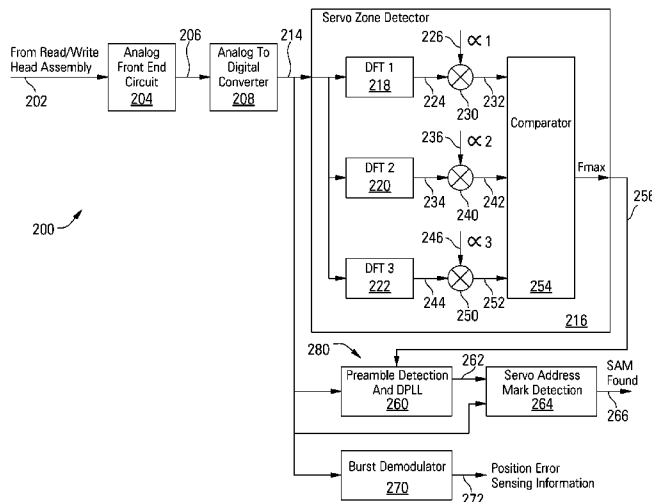 Servo Zone Detector
From Read/Write
Head Assembly
202
Analog
Front End
Circuit
204
206
Analog To
Digital
Converter
208
214
DFT 1
218
224
226
∝ 1
230
232
DFT 2
220
234
236
∝ 2
240
242
DFT 3
222
244
246
∝ 3
250
252
Comparator
254
Fmax
256
216
200
280
Preamble Detection
And DPLL
260
262
Servo Address
Mark Detection
264
SAM
Found
266
Burst Demodulator
270
272
Position Error
Sensing Information